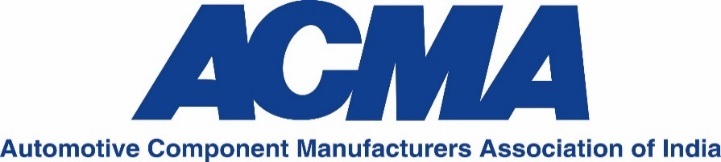 ACMA
Automotive Component Manufacturers Association of India